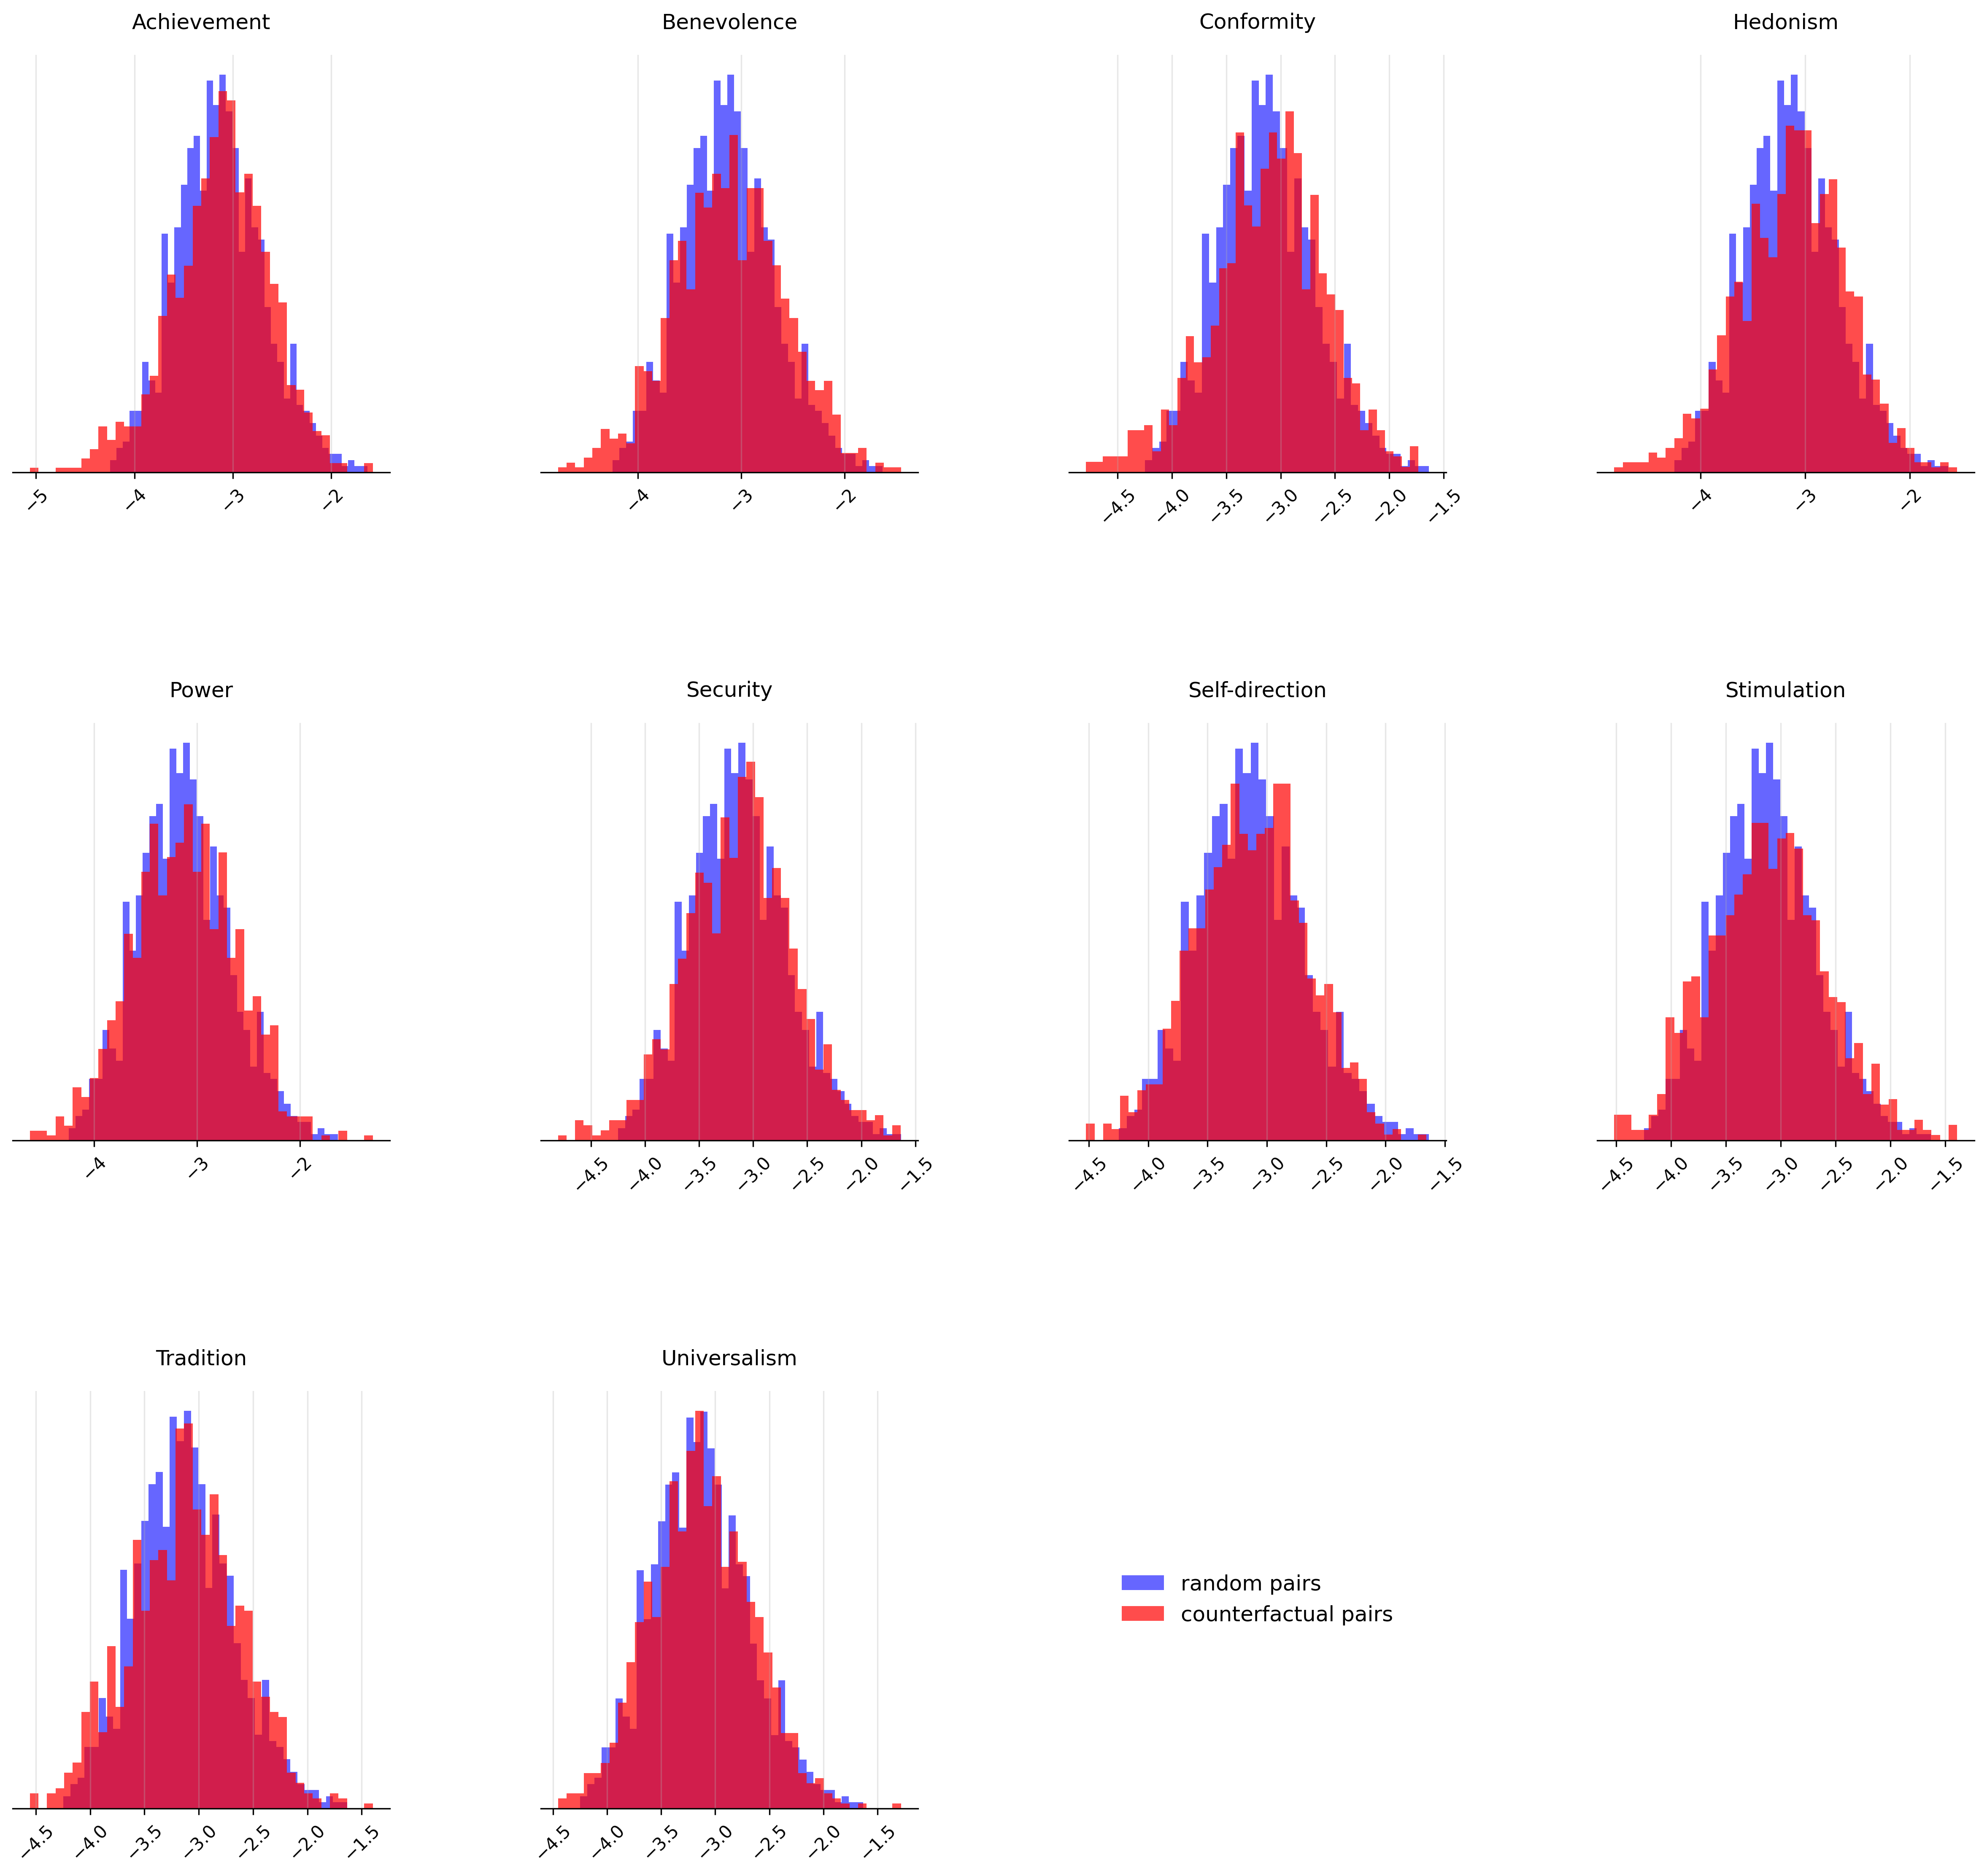 Achievement
Benevolence
Conformity
Hedonism
−5 −4 −3 −2
−4 −3 −2
−4.5 −4.0 −3.5 −3.0 −2.5 −2.0 −1.5
−4 −3 −2
Power
Security
Self-direction
Stimulation
−4 −3 −2
−4.5 −4.0 −3.5 −3.0 −2.5 −2.0 −1.5
−4.5 −4.0 −3.5 −3.0 −2.5 −2.0 −1.5
−4.5 −4.0 −3.5 −3.0 −2.5 −2.0 −1.5
Tradition
Universalism
random pairs
counterfactual pairs
−4.5 −4.0 −3.5 −3.0 −2.5 −2.0 −1.5
−4.5 −4.0 −3.5 −3.0 −2.5 −2.0 −1.5